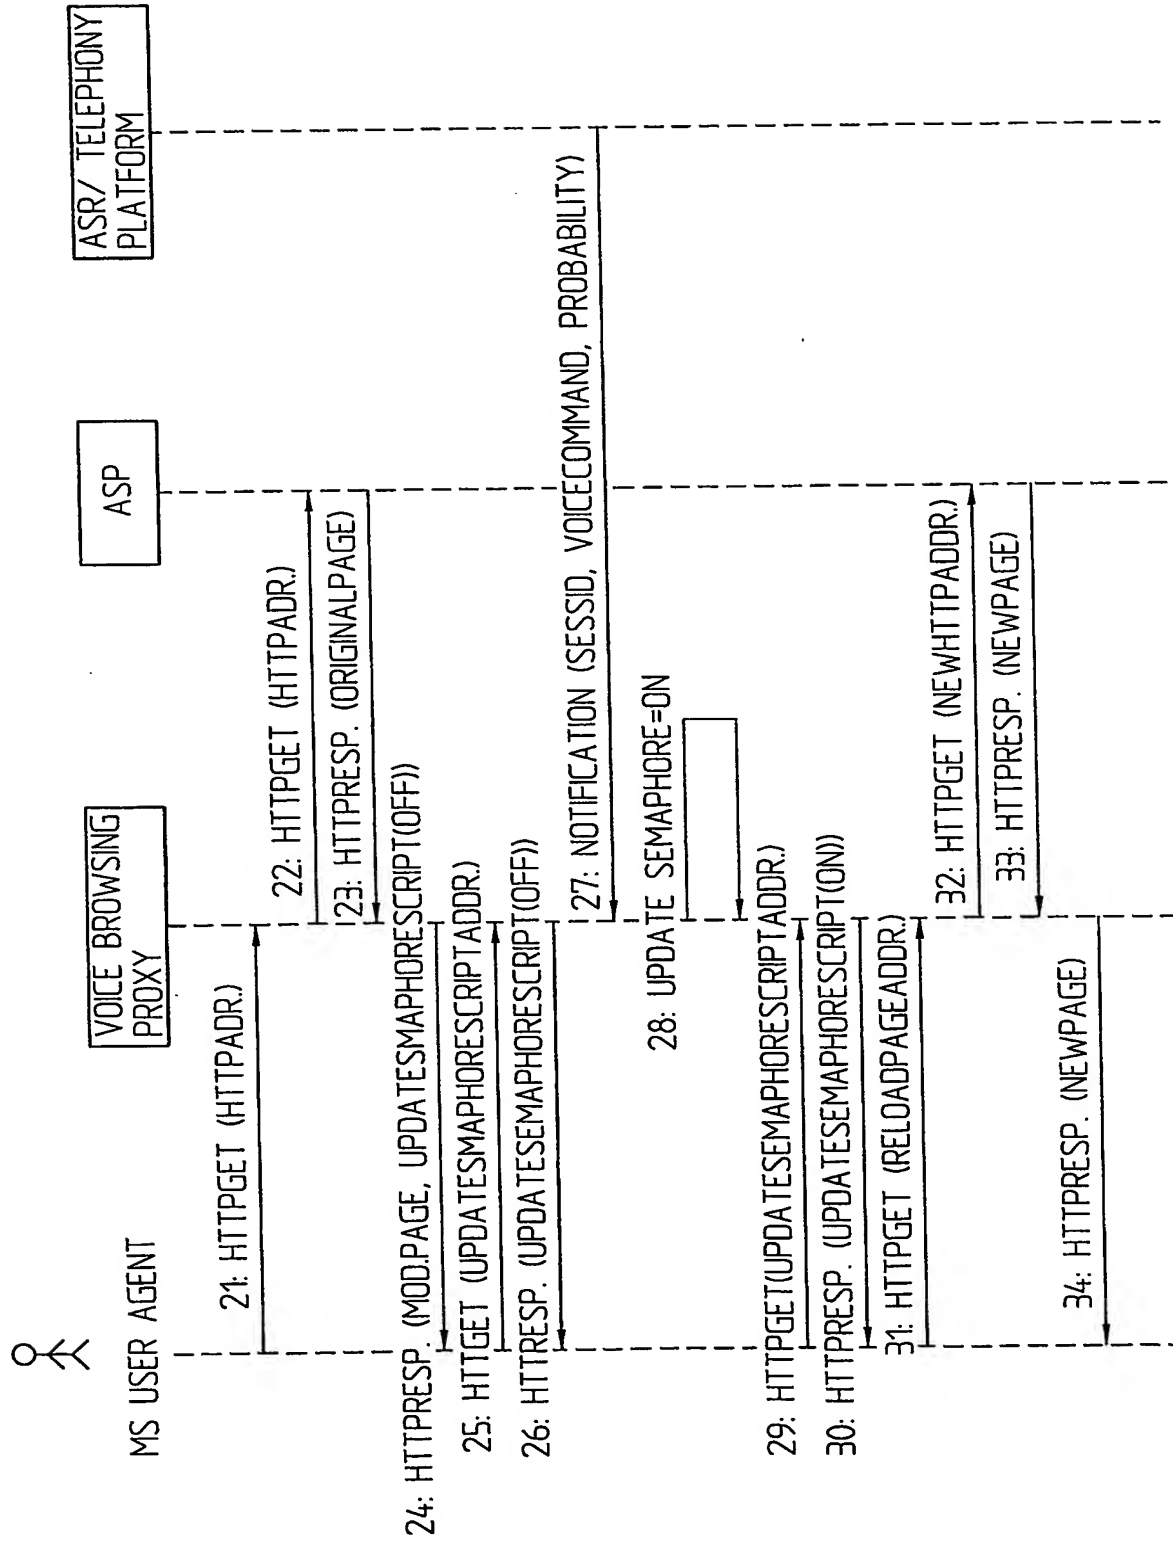 MS USER AGENT
VOICE BROWSING
PROXY
ASP
ASR/ TELEPHONY
PLATFORM
21: HTTPGET (HTTPADR.)
22: HTTPGET (HTTPADR.)
23: HTTPRESP. (ORIGINALPAGE)
24: HTTPRESP. (MOD.PAGE, UPDATESMAPHORESCRIPT(OFF))
25: HTTGET (UPDATESMAPHORESCRIPTADDR.)
26: HTTRESP. (UPDATESEMAPHORESCRIPT(OFF))
27: NOTIFICATION (SESSID, VOICECOMMAND, PROBABILITY)
28: UPDATE SEMAPHORE=ON
29: HTTPGET(UPDATESEMAPHORESCRIPTADDR.)
30: HTTPRESP. (UPDATESEMAPHORESCRIPT(ON))
31: HTTPGET (RELOADPAGEADDR.)
32: HTTPGET (NEWHTTPADDR.)
33: HTTPRESP. (NEWPAGE)
34: HTTPRESP. (NEWPAGE)